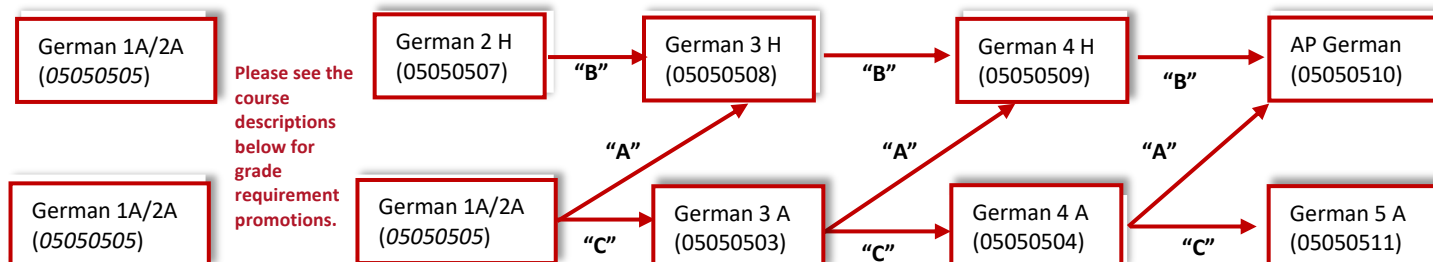 German 1A/2A
(05050505)
Please see the
course
descriptions
below for
grade
requirement
promotions.
German 2 H
(05050507)
"B"
German 3 H
(05050508)
"B"
German 4 H
(05050509)
"B"
AP German
(05050510)
"A"
"A"
"A"
German 1A/2A
(05050505)
German 1A/2A
(05050505)
"C"
German 3 A
(05050503)
"C"
German 4 A
(05050504)
"C"
German 5 A
(05050511)